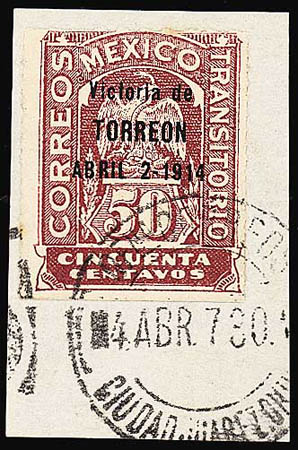 CORREOS
MEXICO
TRANSITORIO
Victoria de
TORREON
ABRIL 2-1914
50
CINCUENTA
CENTAVOS
4 ABR. 7 30.
CIUDAD JUAREZ